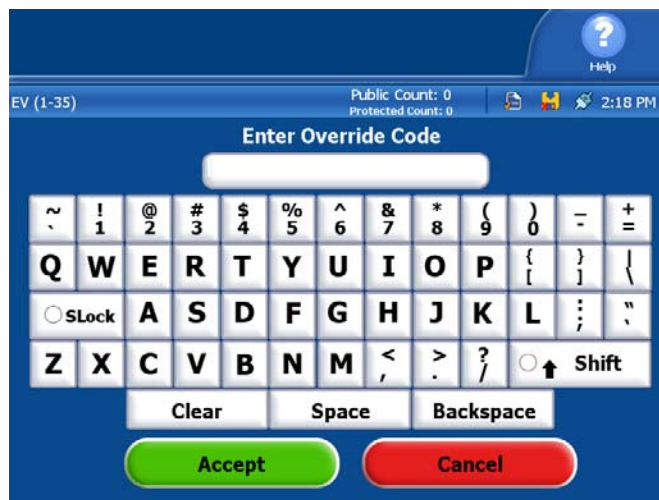 ?
Help
EV (1-35)
Public Count: 0
Protected Count: 0
2:18 PM
Enter Override Code
~ ! @ # $ % ^ & * ( ) _ +
` 1 2 3 4 5 6 7 8 9 0 - =
Q W E R T Y U I O P { } |
[ ] \
SLock A S D F G H J K L : "
; '
Z X C V B N M < > ? Shift
, . /
Clear Space Backspace
Accept Cancel